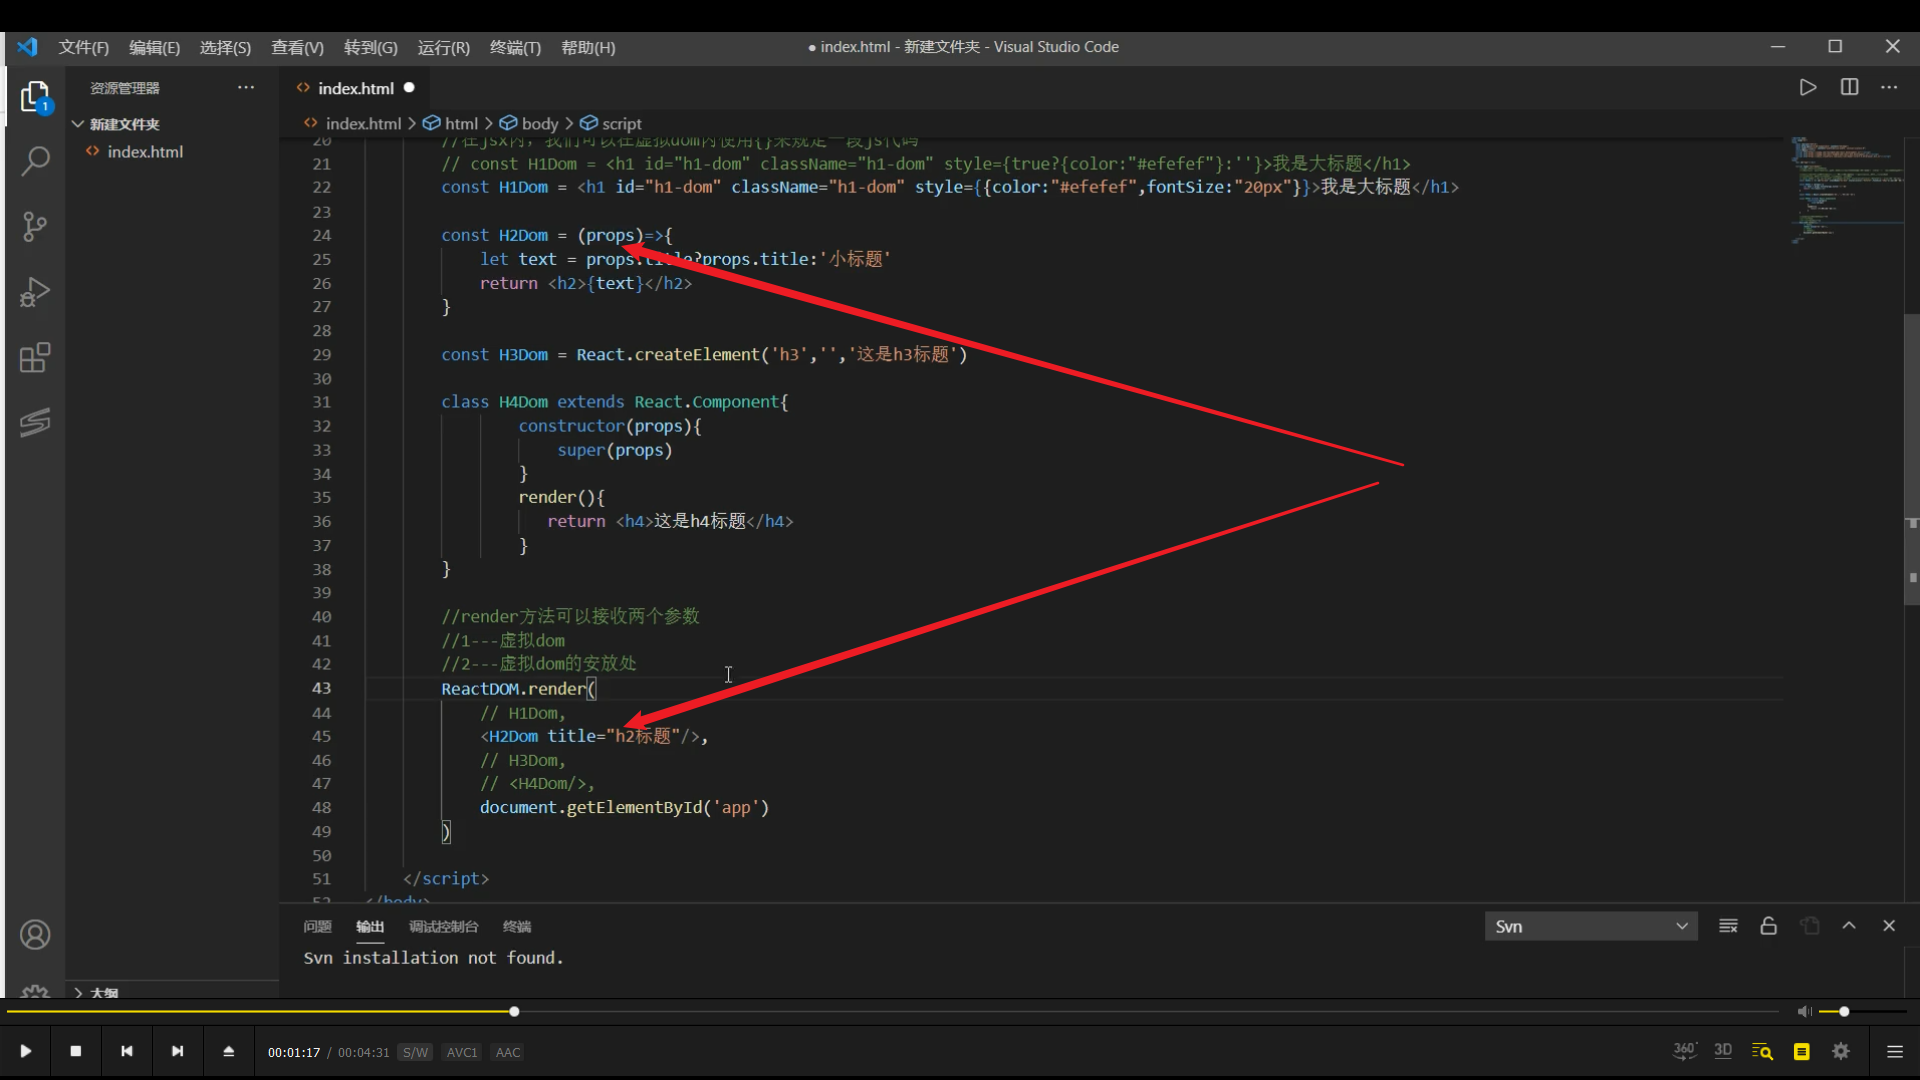 文件(F) 编辑(E) 选择(S) 查看(V) 转到(G) 运行(R) 终端(T) 帮助(H) ● index.html - 新建文件夹 - Visual Studio Code
资源管理器 ··· <> index.html ●
新建文件夹
<> index.html
<> index.html > html > body > script
20 //在jsx内，我们可以在虚拟dom内使用{}来规定一段js代码
21 // const H1Dom = <h1 id="h1-dom" className="h1-dom" style={true?{color:"#efefef"}:''}>我是大标题</h1>
22 const H1Dom = <h1 id="h1-dom" className="h1-dom" style={{color:"#efefef",fontSize:"20px"}}>我是大标题</h1>
23
24 const H2Dom = (props)=>{
25 let text = props.title?props.title:'小标题'
26 return <h2>{text}</h2>
27 }
28
29 const H3Dom = React.createElement('h3','','这是h3标题')
30
31 class H4Dom extends React.Component{
32 constructor(props){
33 super(props)
34 }
35 render(){
36 return <h4>这是h4标题</h4>
37 }
38 }
39
40 //render方法可以接收两个参数
41 //1---虚拟dom
42 //2---虚拟dom的安放处
43 ReactDOM.render(
44 // H1Dom,
45 <H2Dom title="h2标题"/>,
46 // H3Dom,
47 // <H4Dom/>,
48 document.getElementById('app')
49 )
50
51 </script>
52 </body>
问题 输出 调试控制台 终端 Svn
Svn installation not found.
大纲
00:01:17 / 00:04:31 S/W AVC1 AAC 360° 3D